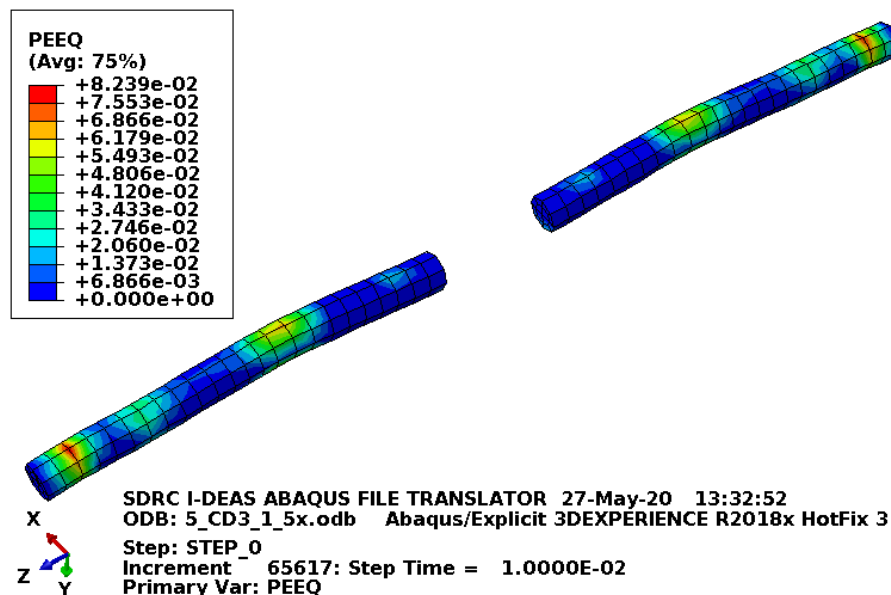 PEEQ
(Avg: 75%)
+8.239e-02
+7.553e-02
+6.866e-02
+6.179e-02
+5.493e-02
+4.806e-02
+4.120e-02
+3.433e-02
+2.746e-02
+2.060e-02
+1.373e-02
+6.866e-03
+0.000e+00
SDRC I-DEAS ABAQUS FILE TRANSLATOR 27-May-20 13:32:52
ODB: 5_CD3_1_5x.odb Abaqus/Explicit 3DEXPERIENCE R2018x HotFix 3
Step: STEP_0
Increment 65617: Step Time = 1.0000E-02
Primary Var: PEEQ
X
Z
Y